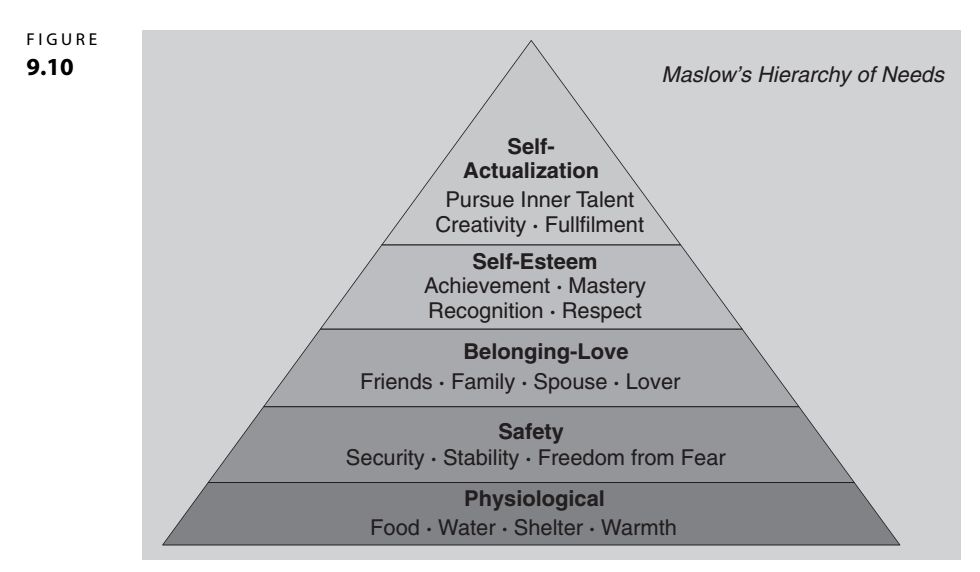 FIGURE
9.10
Maslow's Hierarchy of Needs
Self-
Actualization
Pursue Inner Talent
Creativity · Fullfilment
Self-Esteem
Achievement · Mastery
Recognition · Respect
Belonging-Love
Friends · Family · Spouse · Lover
Safety
Security · Stability · Freedom from Fear
Physiological
Food · Water · Shelter · Warmth